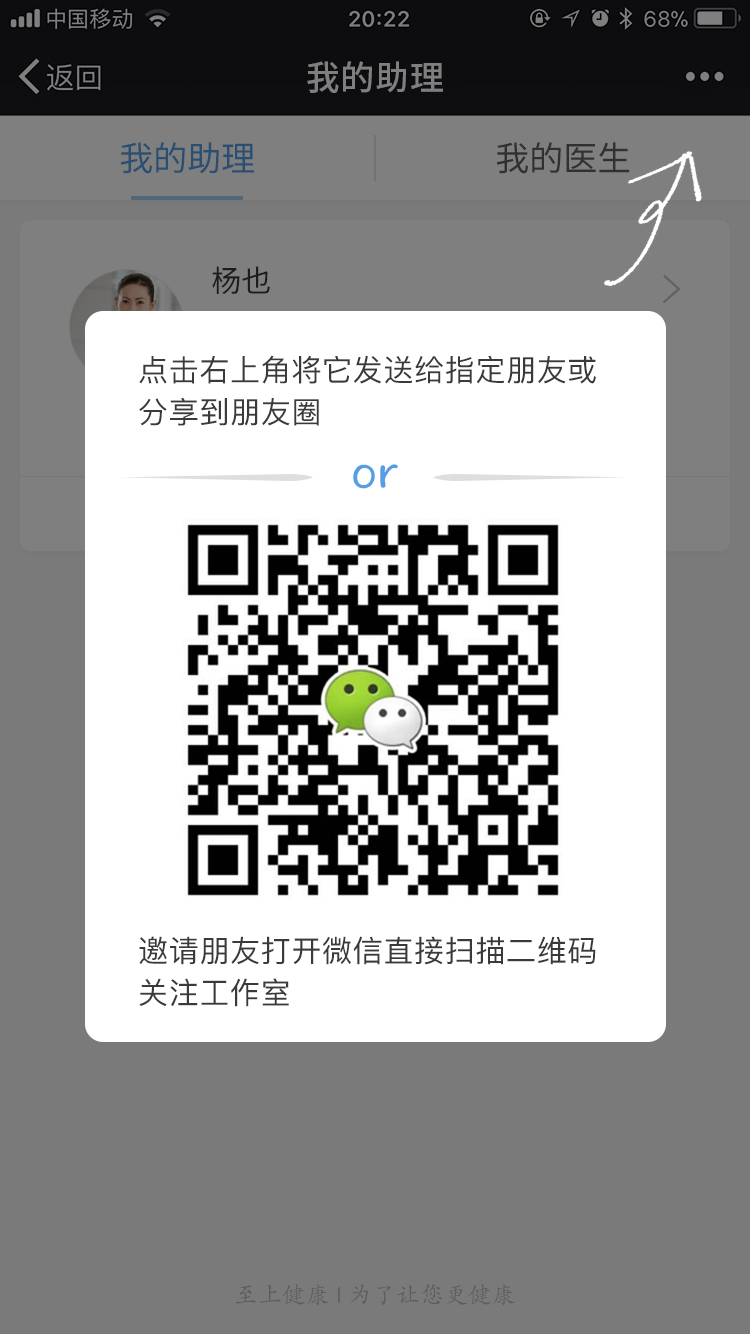 中国移动 20:22 68%
返回 我的助理
我的助理 我的医生
杨也
点击右上角将它发送给指定朋友或
分享到朋友圈
or
邀请朋友打开微信直接扫描二维码
关注工作室
至上健康 | 为了让您更健康